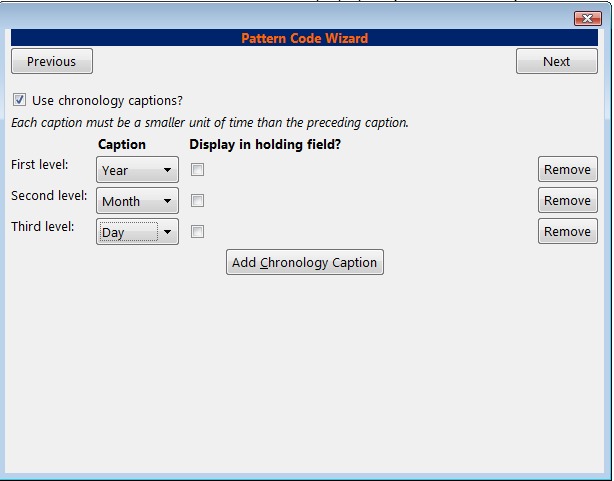 Pattern Code Wizard
Previous Next
Use chronology captions?
Each caption must be a smaller unit of time than the preceding caption.
Caption Display in holding field?
First level: Year Remove
Second level: Month Remove
Third level: Day Remove
Add Chronology Caption